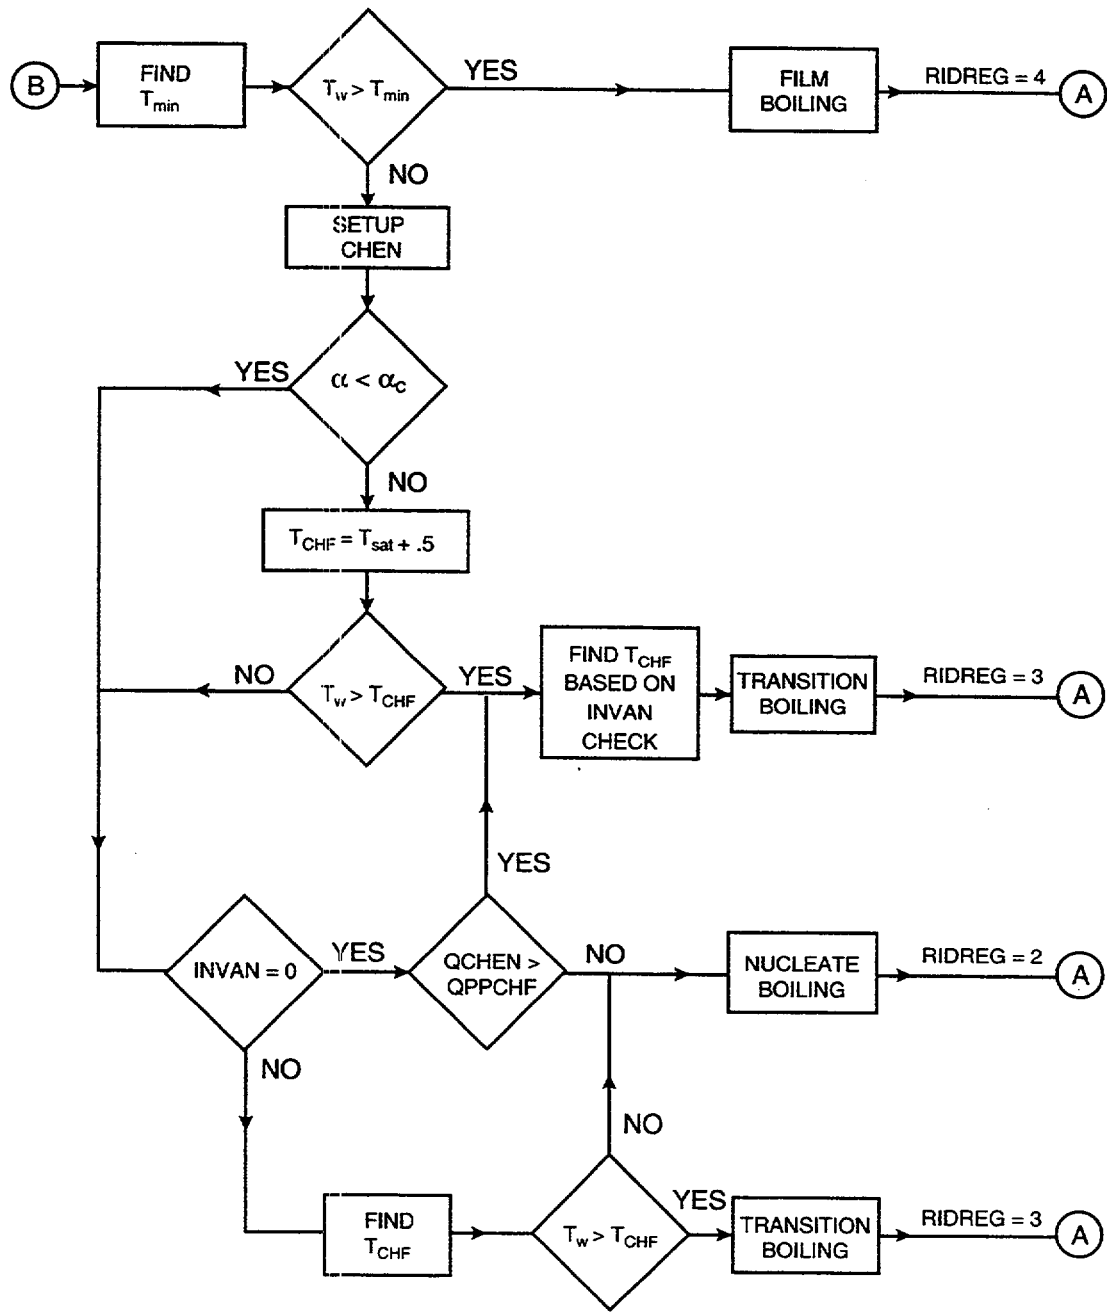 B
FIND
Tmin
Tw > Tmin
YES
FILM
BOILING
RIDREG = 4
A
NO
SETUP
CHEN
YES
α < αC
NO
TCHF = Tsat + .5
NO
Tw > TCHF
YES
FIND TCHF
BASED ON
INVAN
CHECK
TRANSITION
BOILING
RIDREG = 3
A
YES
INVAN = 0
YES
QCHEN >
QPPCHF
NO
NUCLEATE
BOILING
RIDREG = 2
A
NO
NO
FIND
TCHF
Tw > TCHF
YES
TRANSITION
BOILING
RIDREG = 3
A